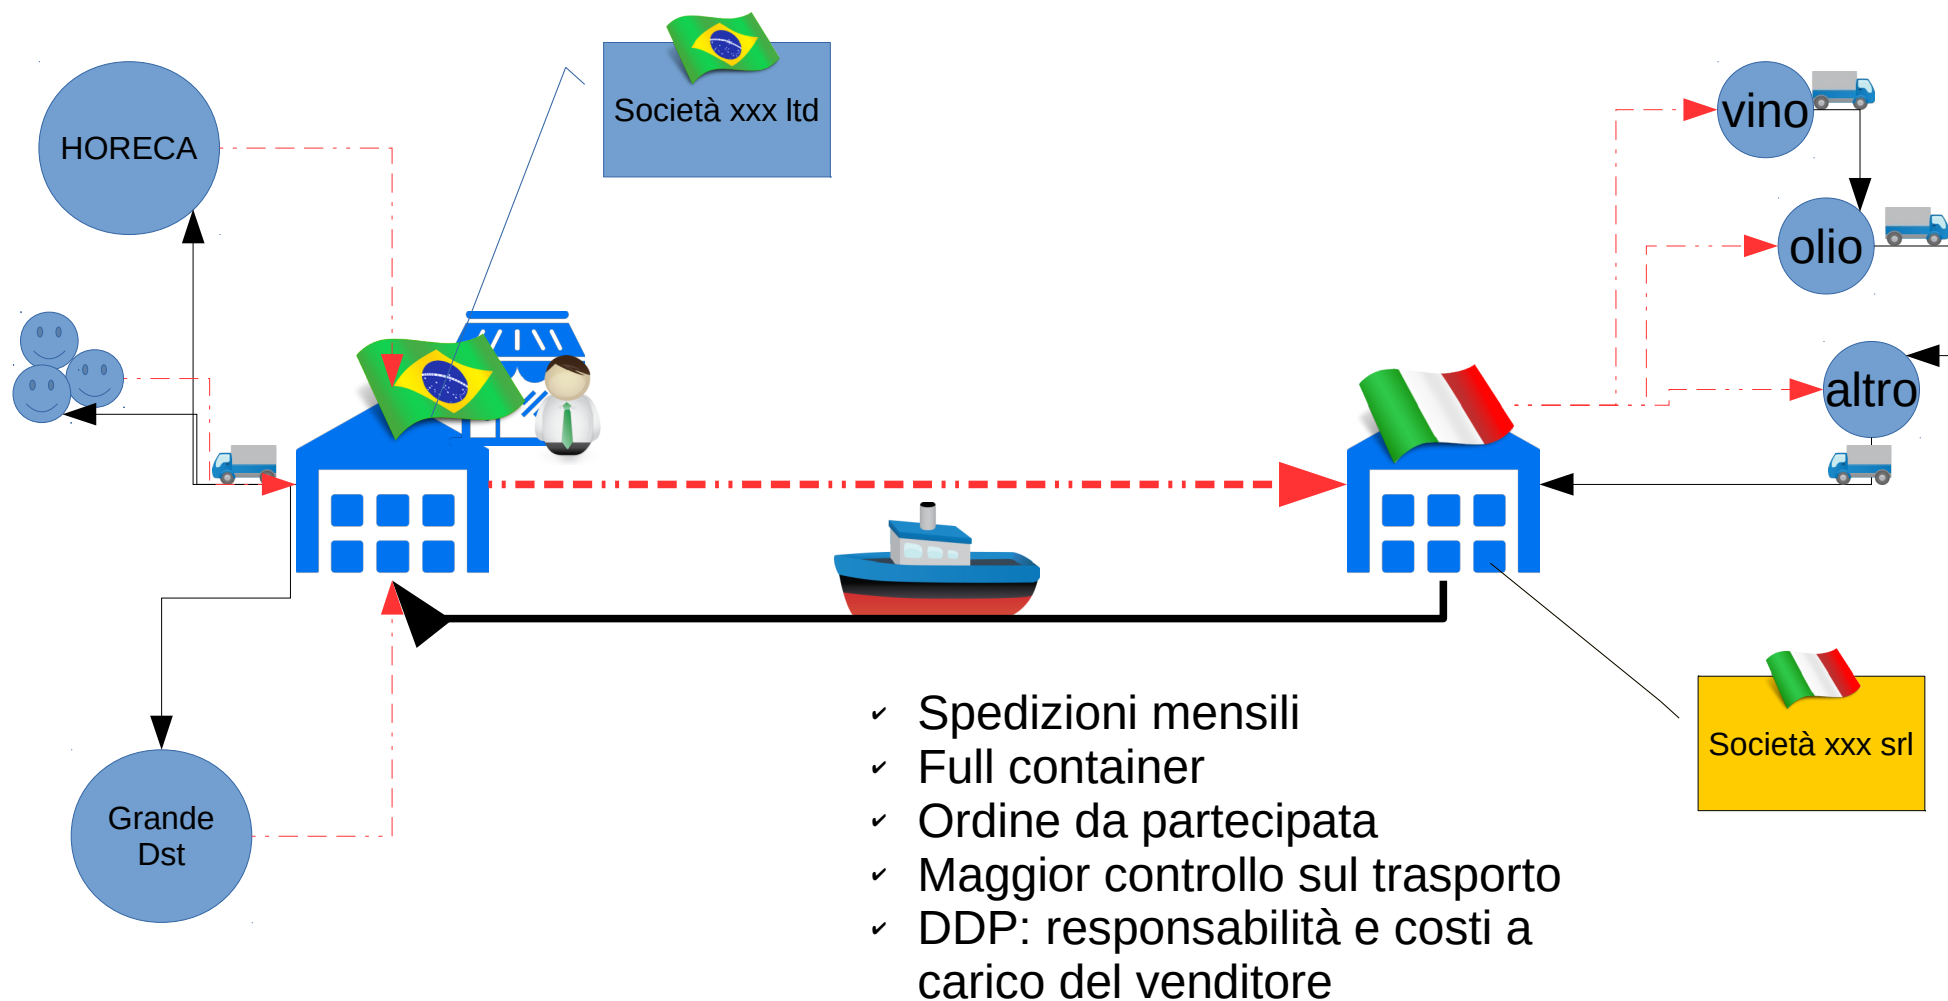 Società xxx ltd
HORECA
vino
olio
altro
Società xxx srl
Grande
Dst
✔ Spedizioni mensili
✔ Full container
✔ Ordine da partecipata
✔ Maggior controllo sul trasporto
✔ DDP: responsabilità e costi a
carico del venditore